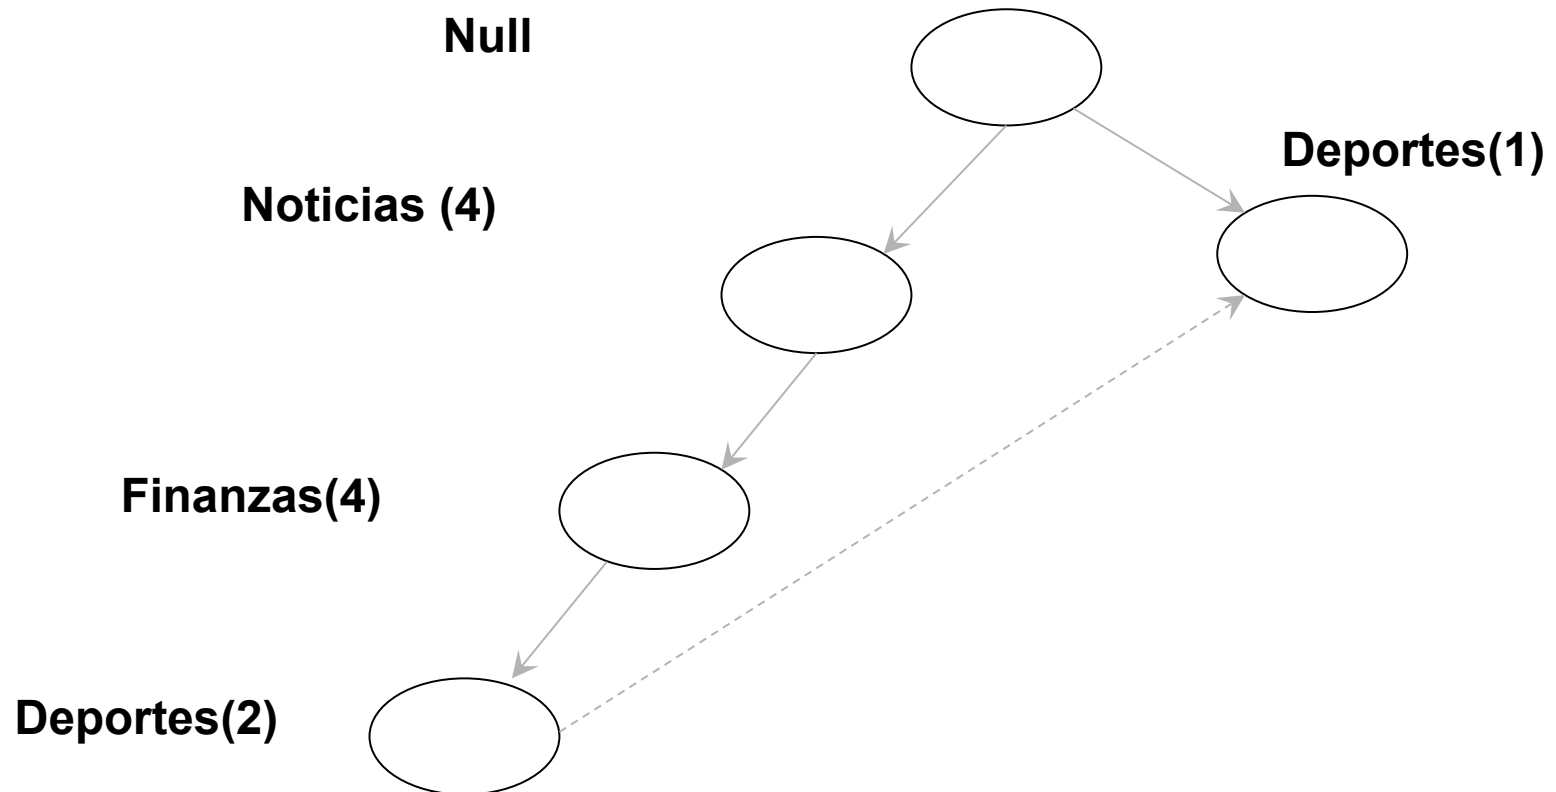 Null
Deportes(1)
Noticias (4)
Finanzas(4)
Deportes(2)